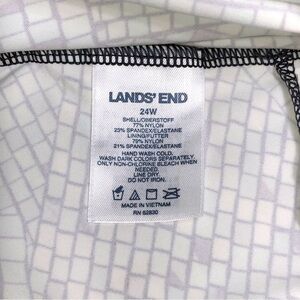 LANDS' END
24W
SHELL/OBERSTOFF
77% NYLON
23% SPANDEX/ELASTANE
LINING/FUTTER
79% NYLON
21% SPANDEX/ELASTANE
HAND WASH COLD.
WASH DARK COLORS SEPARATELY.
ONLY NON-CHLORINE BLEACH WHEN
NEEDED.
LINE DRY.
DO NOT IRON.
MADE IN VIETNAM
RN 62830